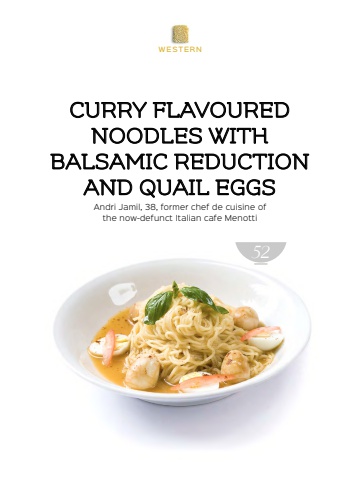 WESTERN
CURRY FLAVOURED
NOODLES WITH
BALSAMIC REDUCTION
AND QUAIL EGGS
Andri Jamil, 38, former chef de cuisine of
the now-defunct Italian cafe Menotti
52